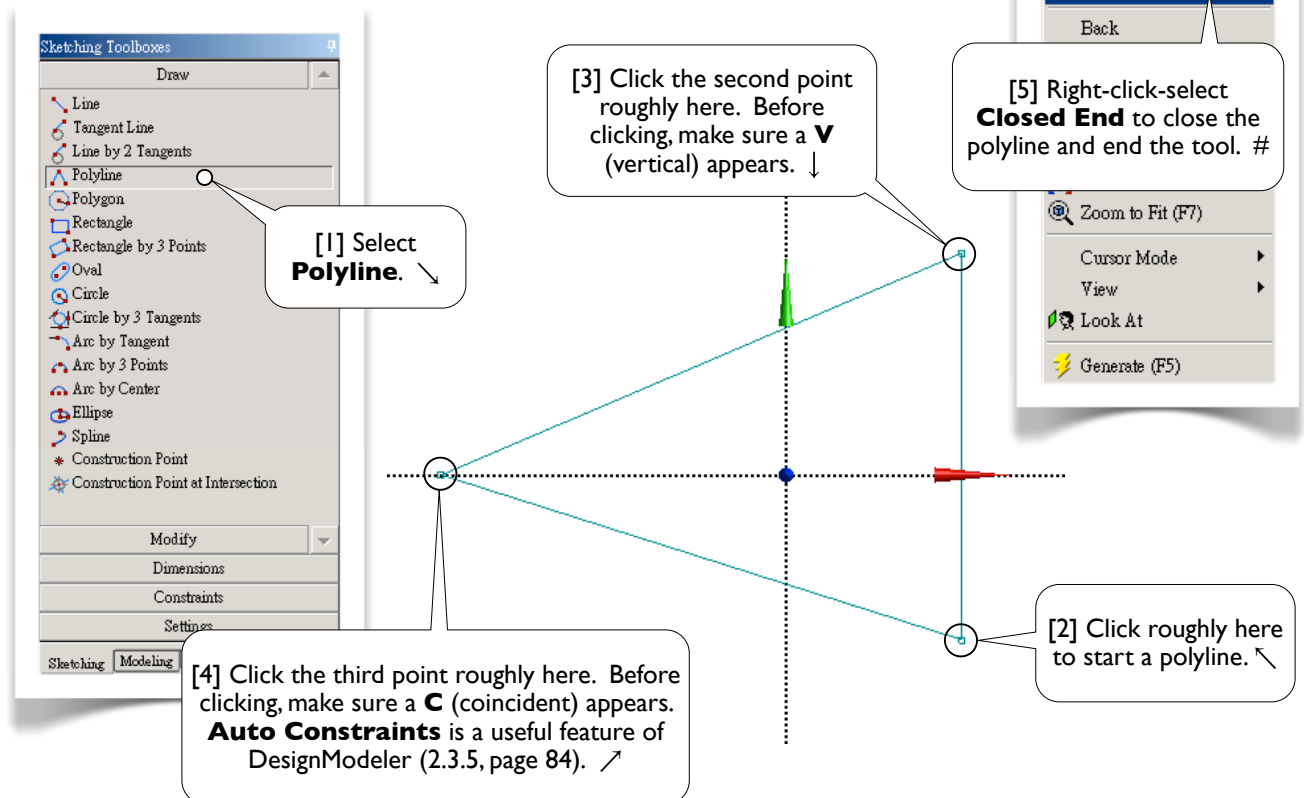 Sketching Toolboxes
Draw
Line
Tangent Line
Line by 2 Tangents
Polyline
Polygon
Rectangle
Rectangle by 3 Points
Oval
Circle
Circle by 3 Tangents
Arc by Tangent
Arc by 3 Points
Arc by Center
Ellipse
Spline
Construction Point
Construction Point at Intersection
Modify
Dimensions
Constraints
Settings
Sketching Modeling
[1] Select
Polyline. ↘
[3] Click the second point
roughly here. Before
clicking, make sure a V
(vertical) appears. ↓
Back
[5] Right-click-select
Closed End to close the
polyline and end the tool. #
Zoom to Fit (F7)
Cursor Mode
View
Look At
Generate (F5)
[2] Click roughly here
to start a polyline. ↖
[4] Click the third point roughly here. Before
clicking, make sure a C (coincident) appears.
Auto Constraints is a useful feature of
DesignModeler (2.3.5, page 84). ↗